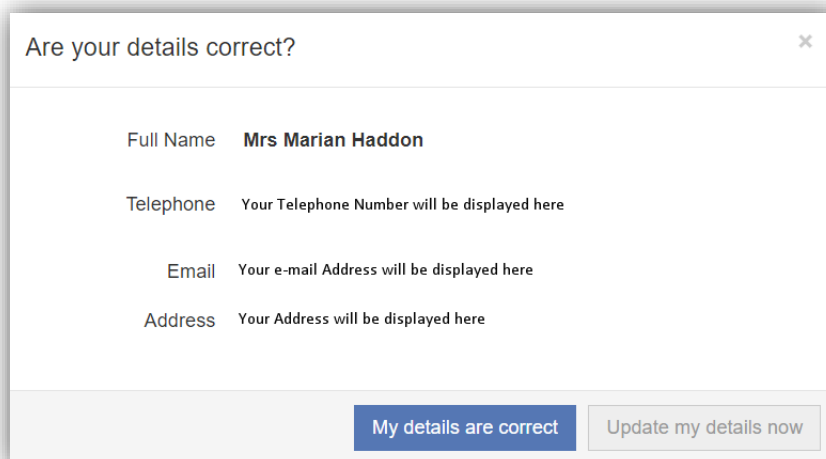 Are your details correct? ×
Full Name Mrs Marian Haddon
Telephone Your Telephone Number will be displayed here
Email Your e-mail Address will be displayed here
Address Your Address will be displayed here
My details are correct Update my details now